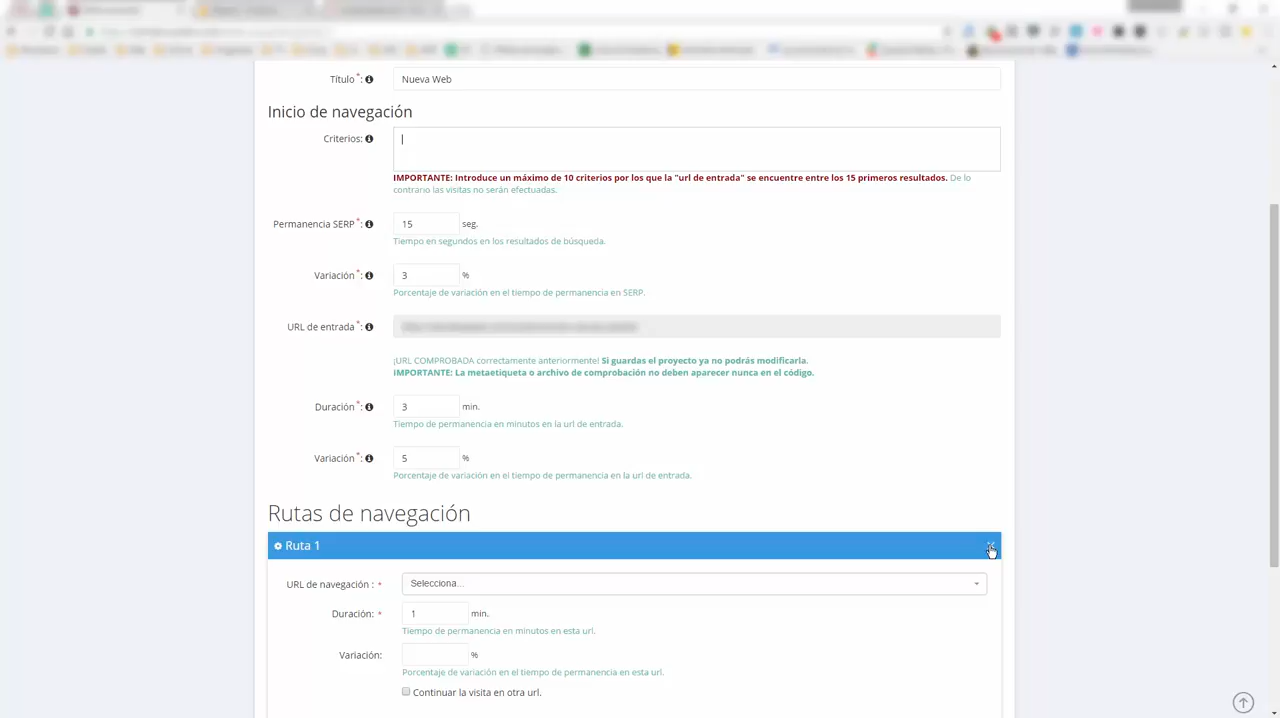 Título*:
Nueva Web
Inicio de navegación
Criterios:
IMPORTANTE: Introduce un máximo de 10 criterios por los que la "url de entrada" se encuentre entre los 15 primeros resultados. De lo
contrario las visitas no serán efectuadas.
Permanencia SERP*: 15 seg.
Tiempo en segundos en los resultados de búsqueda.
Variación*: 3 %
Porcentaje de variación en el tiempo de permanencia en SERP.
URL de entrada*:
¡URL COMPROBADA correctamente anteriormente! Si guardas el proyecto ya no podrás modificarla.
IMPORTANTE: La metaetiqueta o archivo de comprobación no deben aparecer nunca en el código.
Duración*: 3 min.
Tiempo de permanencia en minutos en la url de entrada.
Variación*: 5 %
Porcentaje de variación en el tiempo de permanencia en la url de entrada.
Rutas de navegación
Ruta 1
URL de navegación : * Selecciona...
Duración: * 1 min.
Tiempo de permanencia en minutos en esta url.
Variación: %
Porcentaje de variación en el tiempo de permanencia en esta url.
Continuar la visita en otra url.